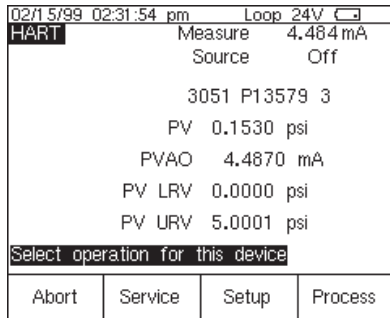 02/15/99 02:31:54 pm Loop 24V
HART Measure 4.484 mA
Source Off
3051 P13579 3
PV 0.1530 psi
PVAO 4.4870 mA
PV LRV 0.0000 psi
PV URV 5.0001 psi
Select operation for this device
Abort Service Setup Process